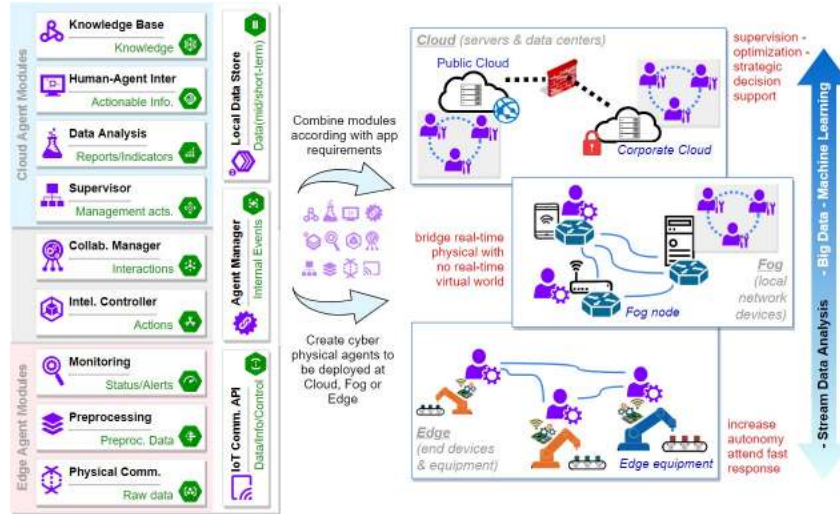 Cloud Agent Modules
Knowledge Base
Knowledge
Human-Agent Inter
Actionable Info.
Data Analysis
Reports/Indicators
Supervisor
Management acts.
Collab. Manager
Interactions
Intel. Controller
Actions
Edge Agent Modules
Monitoring
Status/Alerts
Preprocessing
Preproc. Data
Physical Comm.
Raw data
Local Data Store
Data(mid/short-term)
Agent Manager
Internal Events
IoT Comm. API
Data/Info/Control
Combine modules
according with app
requirements
Create cyber
physical agents to
be deployed at
Cloud, Fog or
Edge
Cloud (servers & data centers)
Public Cloud
Corporate Cloud
supervision -
optimization -
strategic
decision
support
bridge real-time
physical with
no real-time
virtual world
Fog
(local
network
devices)
Fog node
Edge
(end devices
& equipment)
Edge equipment
increase
autonomy
attend fast
response
- Stream Data Analysis - Big Data - Machine Learning